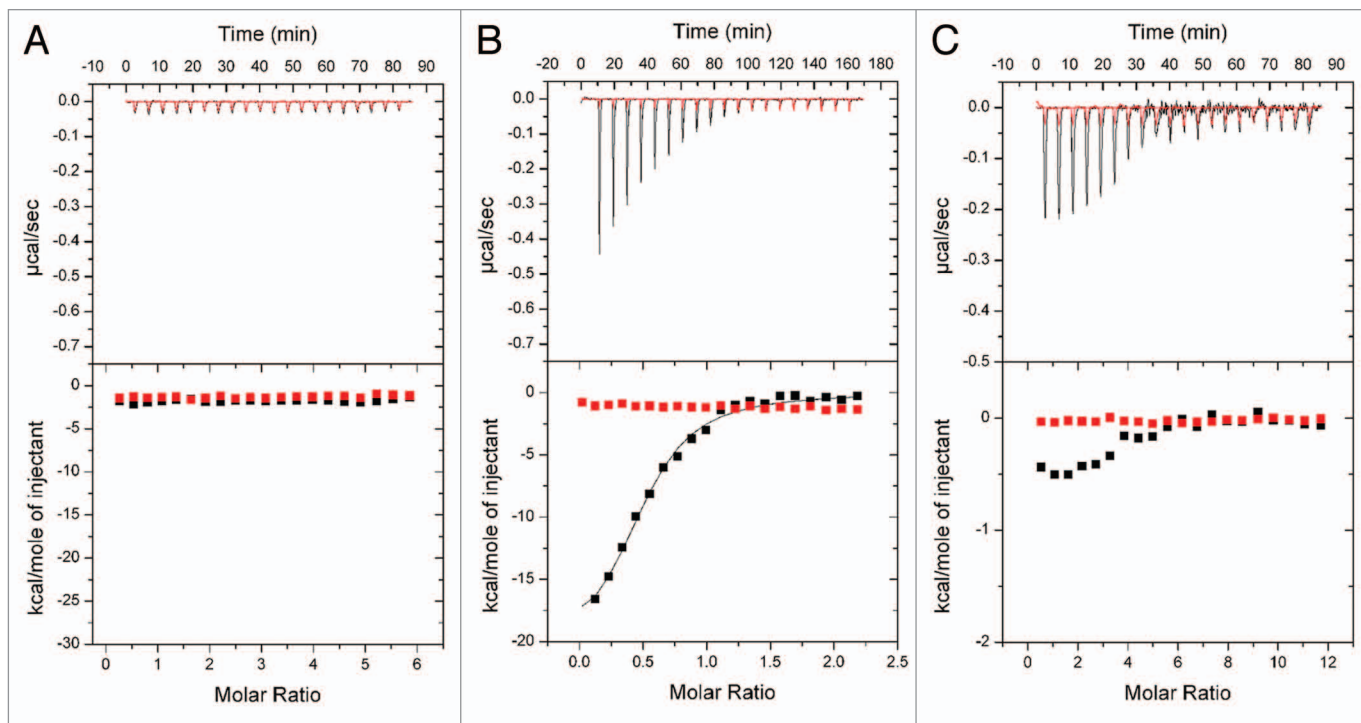 A
Time (min)
-10 0 10 20 30 40 50 60 70 80 90
0.0
-0.1
-0.2
-0.3
-0.4
-0.5
-0.6
-0.7
µcal/sec
0
-5
-10
-15
-20
-25
-30
kcal/mole of injectant
0 1 2 3 4 5 6
Molar Ratio
B
Time (min)
-20 0 20 40 60 80 100 120 140 160 180
0.0
-0.1
-0.2
-0.3
-0.4
-0.5
-0.6
-0.7
µcal/sec
0
-5
-10
-15
-20
kcal/mole of injectant
0.0 0.5 1.0 1.5 2.0 2.5
Molar Ratio
C
Time (min)
-10 0 10 20 30 40 50 60 70 80 90
0.0
-0.1
-0.2
-0.3
-0.4
-0.5
µcal/sec
0
-1
-2
kcal/mole of injectant
0 2 4 6 8 10 12
Molar Ratio